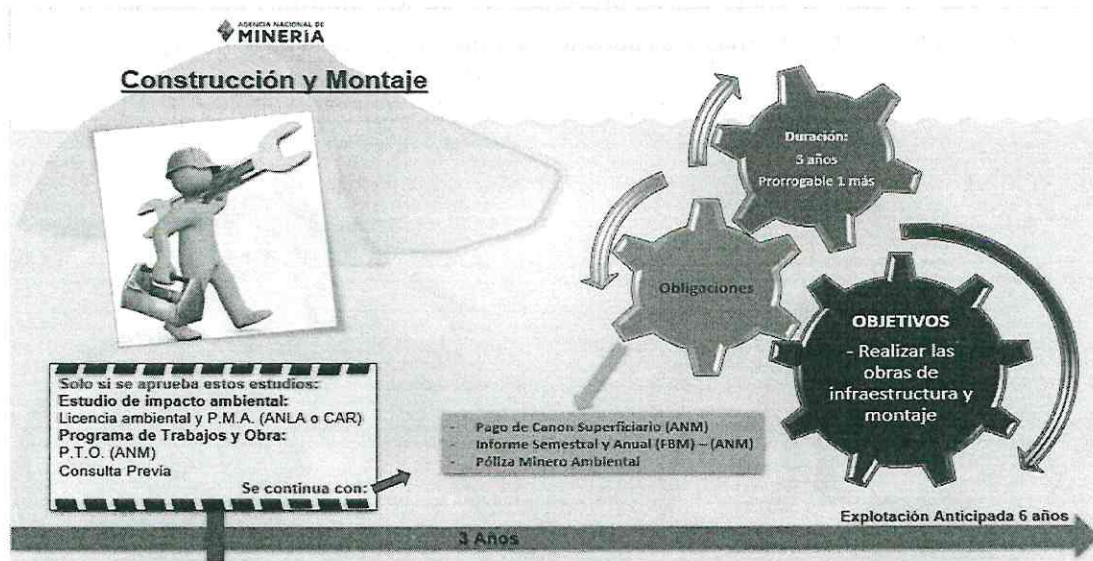 AGENCIA NACIONAL DE
MINERÍA
Construcción y Montaje
Duración:
3 años
Prorrogable 1 más
Obligaciones
OBJETIVOS
- Realizar las
obras de
infraestructura y
montaje
Solo si se aprueba estos estudios:
Estudio de impacto ambiental:
Licencia ambiental y P.M.A. (ANLA o CAR)
Programa de Trabajos y Obra:
P.T.O. (ANM)
Consulta Previa
Se continua con:
- Pago de Canon Superficiario (ANM)
- Informe Semestral y Anual (FBM) – (ANM)
- Póliza Minero Ambiental
Explotación Anticipada 6 años
3 Años